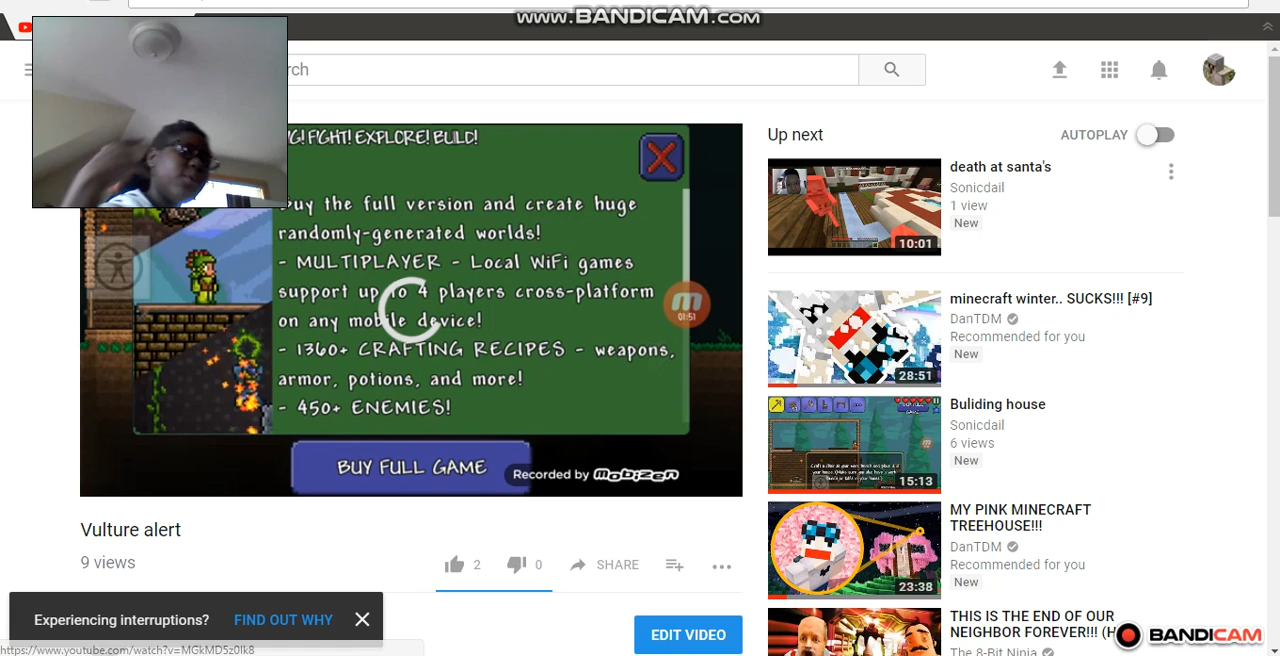 www.BANDICAM.com
rch
G! FIGHT! EXPLORE! BUILD!
Buy the full version and create huge
randomly-generated worlds!
- MULTIPLAYER - Local WiFi games
support up to 4 players cross-platform
on any mobile device!
- 1360+ CRAFTING RECIPES - weapons,
armor, potions, and more!
- 450+ ENEMIES!
01:51
BUY FULL GAME
Recorded by mobizen
Vulture alert
9 views
2
0
SHARE
Experiencing interruptions?
FIND OUT WHY
EDIT VIDEO
https://www.youtube.com/watch?v=MGkMD5z0Ik8
Up next
AUTOPLAY
death at santa's
Sonicdail
1 view
New
10:01
minecraft winter.. SUCKS!!! [#9]
DanTDM
Recommended for you
New
28:51
Buliding house
Sonicdail
6 views
New
15:13
MY PINK MINECRAFT
TREEHOUSE!!!
DanTDM
Recommended for you
New
23:38
THIS IS THE END OF OUR
NEIGHBOR FOREVER!!! (H
The 8-Bit Ninja
BANDICAM